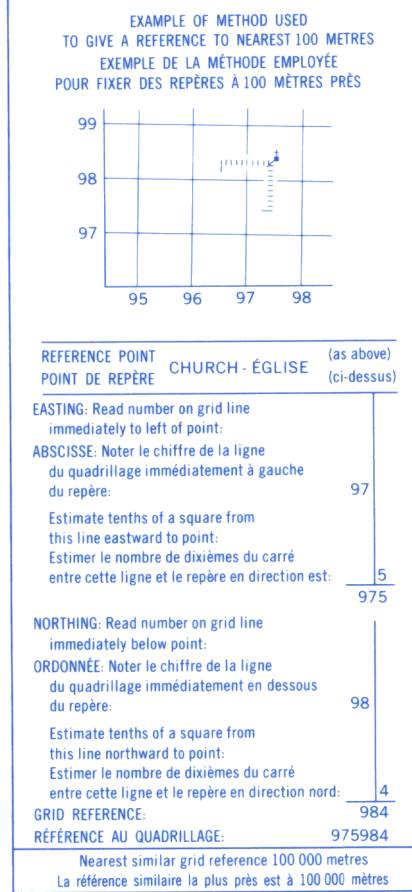 EXAMPLE OF METHOD USED
TO GIVE A REFERENCE TO NEAREST 100 METRES
EXEMPLE DE LA MÉTHODE EMPLOYÉE
POUR FIXER DES REPÈRES À 100 MÈTRES PRÈS
99
98
97
95 96 97 98
REFERENCE POINT
POINT DE REPÈRE
CHURCH - ÉGLISE
(as above)
(ci-dessus)
EASTING: Read number on grid line
immediately to left of point:
ABSCISSE: Noter le chiffre de la ligne
du quadrillage immédiatement à gauche
du repère: 97
Estimate tenths of a square from
this line eastward to point:
Estimer le nombre de dixièmes du carré
entre cette ligne et le repère en direction est: 5
975
NORTHING: Read number on grid line
immediately below point:
ORDONNÉE: Noter le chiffre de la ligne
du quadrillage immédiatement en dessous
du repère: 98
Estimate tenths of a square from
this line northward to point:
Estimer le nombre de dixièmes du carré
entre cette ligne et le repère en direction nord: 4
GRID REFERENCE: 984
RÉFÉRENCE AU QUADRILLAGE: 975984
Nearest similar grid reference 100 000 metres
La référence similaire la plus près est à 100 000 mètres